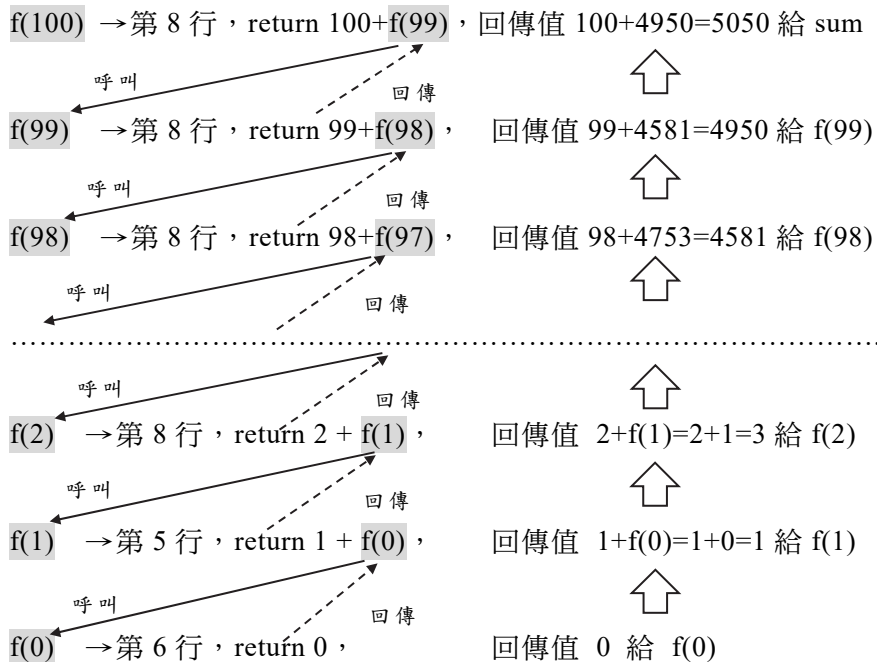 f(100) →第 8 行，return 100+f(99)，回傳值 100+4950=5050 給 sum
呼叫 回傳
f(99) →第 8 行，return 99+f(98)， 回傳值 99+4581=4950 給 f(99)
呼叫 回傳
f(98) →第 8 行，return 98+f(97)， 回傳值 98+4753=4581 給 f(98)
呼叫 回傳
呼叫 回傳
f(2) →第 8 行，return 2 + f(1)， 回傳值 2+f(1)=2+1=3 給 f(2)
呼叫 回傳
f(1) →第 5 行，return 1 + f(0)， 回傳值 1+f(0)=1+0=1 給 f(1)
呼叫 回傳
f(0) →第 6 行，return 0， 回傳值 0 給 f(0)